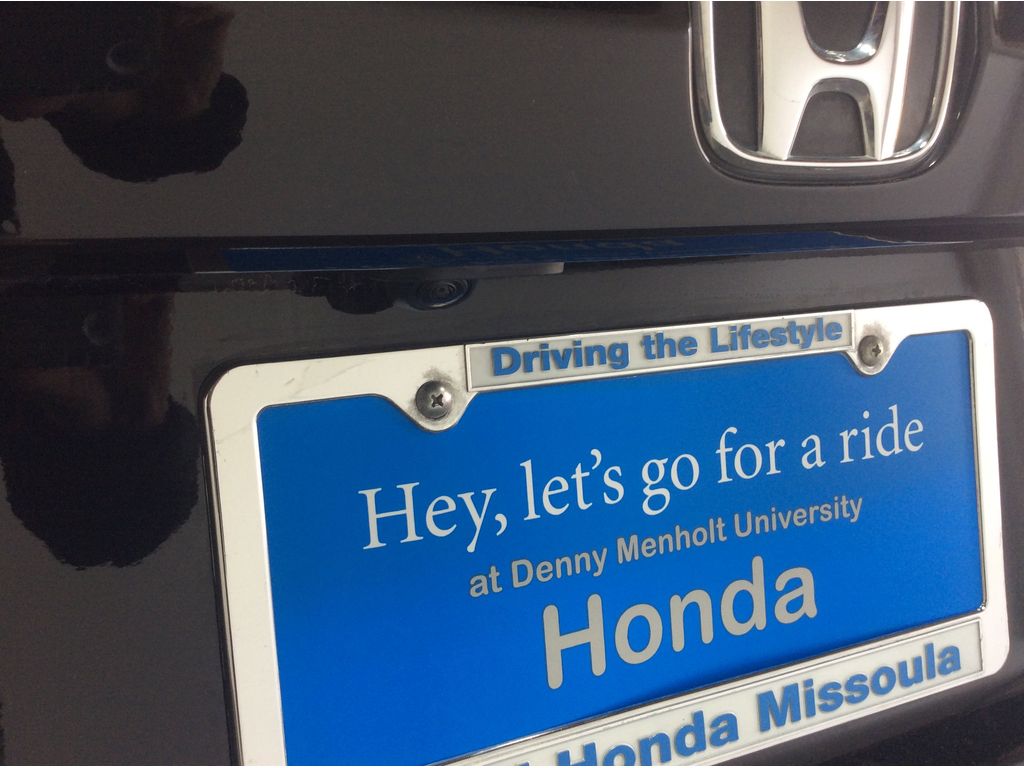 Driving the Lifestyle
Hey, let's go for a ride
at Denny Menholt University
Honda
Honda Missoula